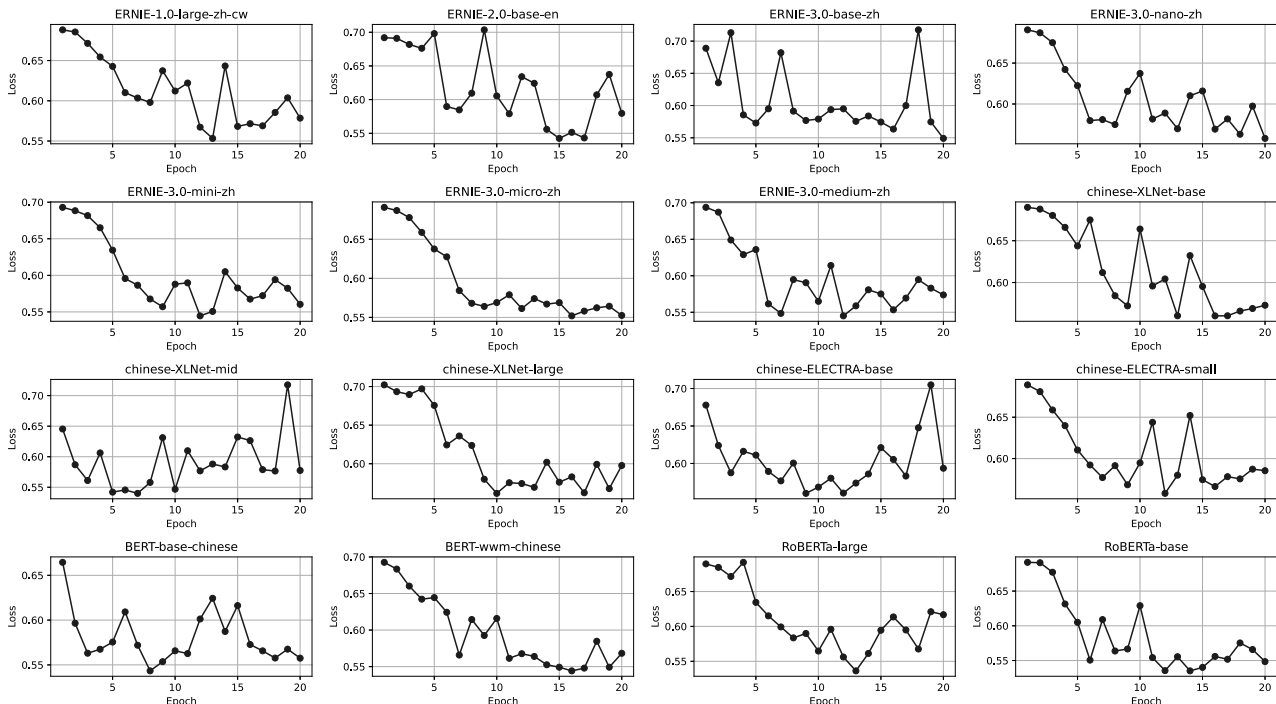 ERNIE-1.0-large-zh-cw
Loss
0.65
0.60
0.55
5
10
15
20
Epoch
ERNIE-2.0-base-en
Loss
0.70
0.65
0.60
0.55
5
10
15
20
Epoch
ERNIE-3.0-base-zh
Loss
0.70
0.65
0.60
0.55
5
10
15
20
Epoch
ERNIE-3.0-nano-zh
Loss
0.65
0.60
5
10
15
20
Epoch
ERNIE-3.0-mini-zh
Loss
0.70
0.65
0.60
0.55
5
10
15
20
Epoch
ERNIE-3.0-micro-zh
Loss
0.65
0.60
0.55
5
10
15
20
Epoch
ERNIE-3.0-medium-zh
Loss
0.70
0.65
0.60
0.55
5
10
15
20
Epoch
chinese-XLNet-base
Loss
0.65
0.60
5
10
15
20
Epoch
chinese-XLNet-mid
Loss
0.70
0.65
0.60
0.55
5
10
15
20
Epoch
chinese-XLNet-large
Loss
0.70
0.65
0.60
5
10
15
20
Epoch
chinese-ELECTRA-base
Loss
0.70
0.65
0.60
5
10
15
20
Epoch
chinese-ELECTRA-small
Loss
0.65
0.60
5
10
15
20
Epoch
BERT-base-chinese
Loss
0.65
0.60
0.55
5
10
15
20
Epoch
BERT-wwm-chinese
Loss
0.70
0.65
0.60
0.55
5
10
15
20
Epoch
RoBERTa-large
Loss
0.70
0.65
0.60
0.55
5
10
15
20
Epoch
RoBERTa-base
Loss
0.70
0.65
0.60
0.55
5
10
15
20
Epoch